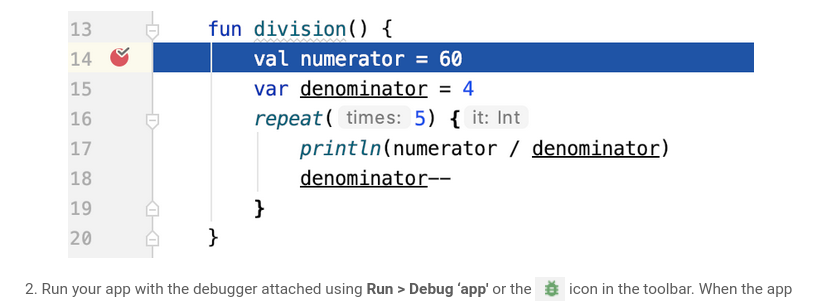 13 fun division() {
14 val numerator = 60
15 var denominator = 4
16 repeat( times: 5) { it: Int
17 println(numerator / denominator)
18 denominator--
19 }
20 }
2. Run your app with the debugger attached using Run > Debug ‘app' or the icon in the toolbar. When the app